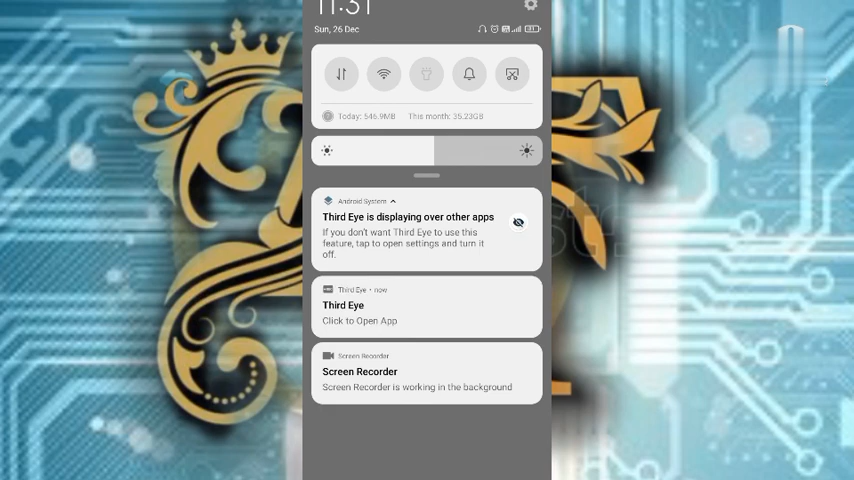 11:31
Sun, 26 Dec
Today: 546.9MB This month: 35.23GB
Android System
Third Eye is displaying over other apps
If you don't want Third Eye to use this
feature, tap to open settings and turn it
off.
Third Eye • now
Third Eye
Click to Open App
Screen Recorder
Screen Recorder
Screen Recorder is working in the background